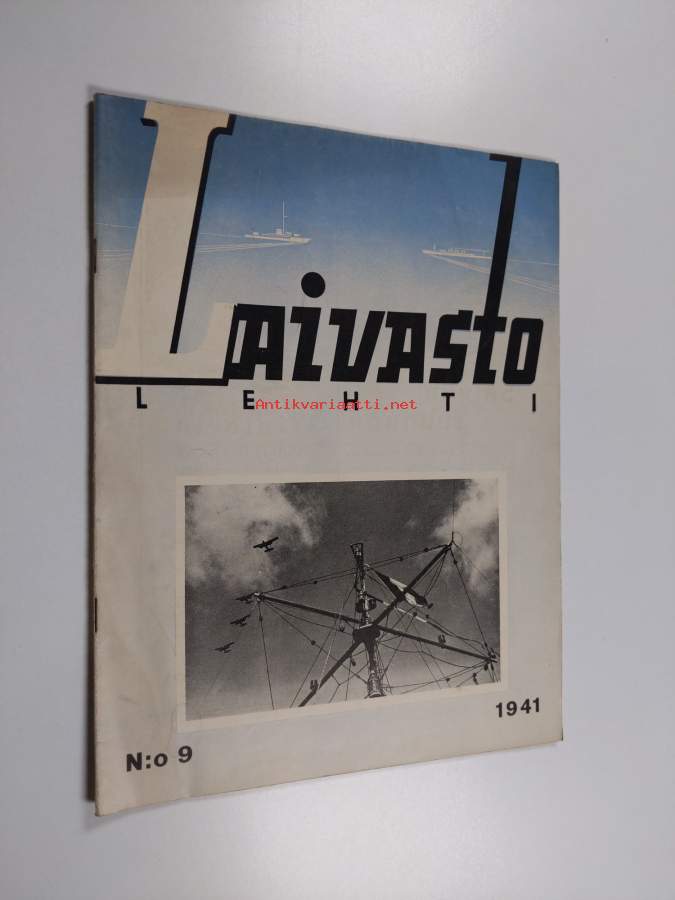 Laivasto
LEHTI
Antikvariaatti.net
N:o 9
1941